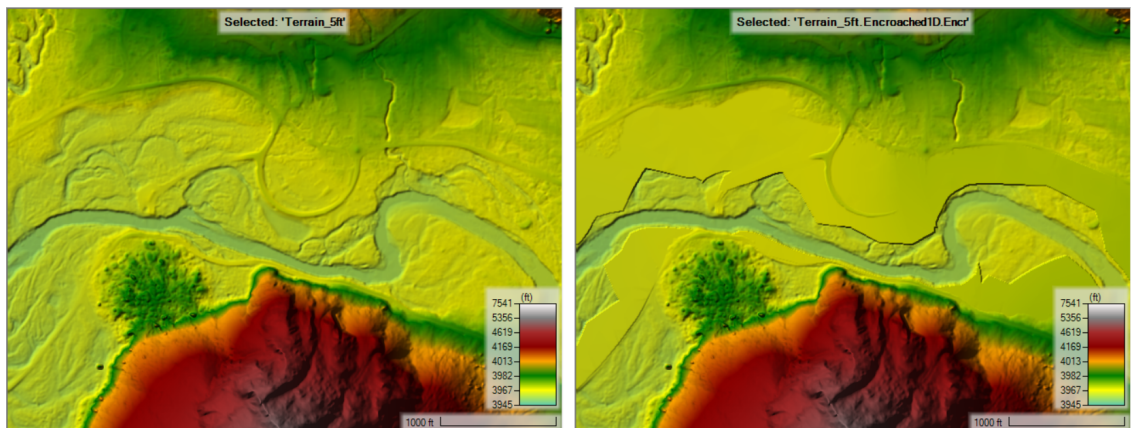 Selected: 'Terrain_5ft'
(ft)
7541
5356
4619
4169
4013
3982
3967
3945
1000 ft
Selected: 'Terrain_5ft.Encroached1D.Encr'
(ft)
7541
5356
4619
4169
4013
3982
3967
3945
1000 ft